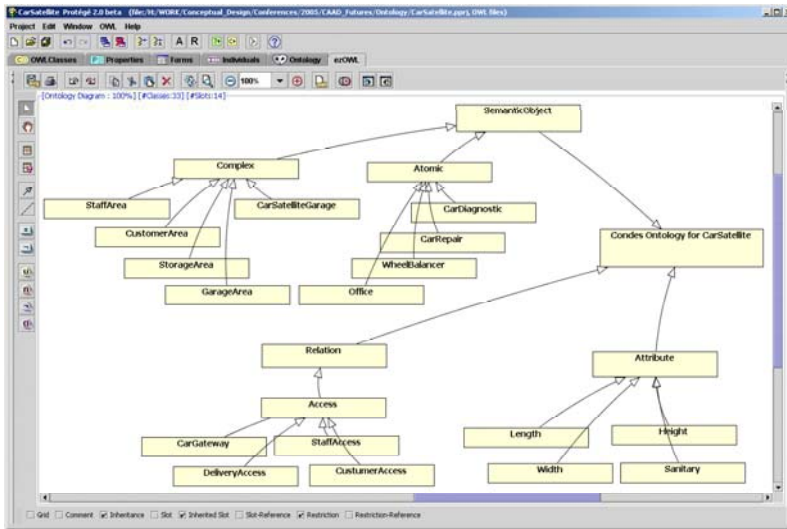 CarSatellite Protégé 2.0 beta (file:/H:/WORK/Conceptual_Design/Conferences/2005/CAAD_Futures/Ontology/CarSatellite.pprj, OWL files)
Project Edit Window OWL Help
OWLClasses Properties Forms Individuals Ontology ezOWL
100%
[Ontology Diagram : 100%] [#Classes:33] [#Slots:14]
SemanticObject
Complex
Atomic
StaffArea
CarSatelliteGarage
CarDiagnostic
CustomerArea
CarRepair
Condes Ontology for CarSatellite
StorageArea
WheelBalancer
GarageArea
Office
Relation
Attribute
Access
CarGateway
StaffAccess
Length
Height
DeliveryAccess
CustumerAccess
Width
Sanitary
Grid Comment Inheritance Slot Inherited Slot Slot-Reference Restriction Restriction-Reference